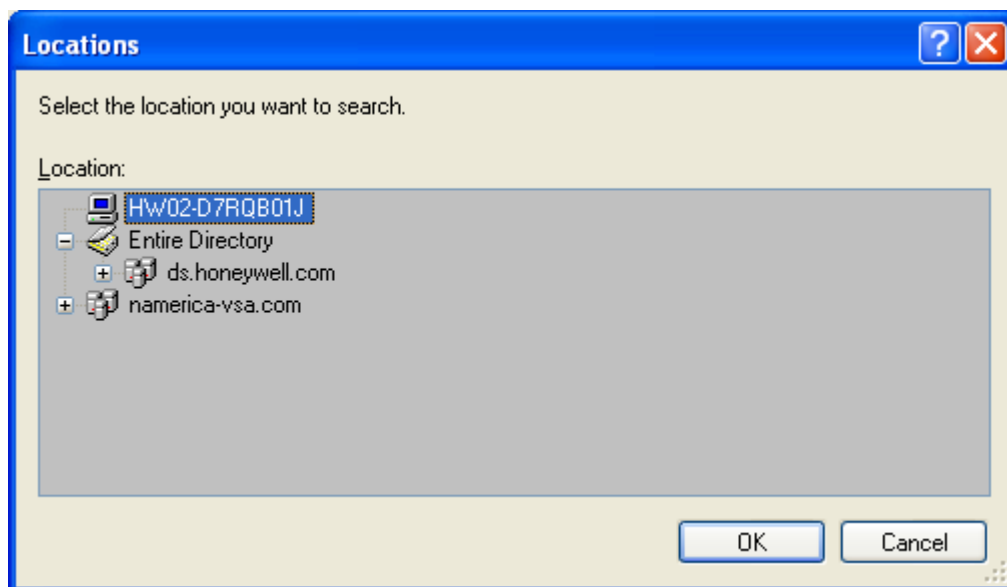 Locations
Select the location you want to search.
Location:
HW02-D7RQB01J
Entire Directory
ds.honeywell.com
namerica-vsa.com
OK
Cancel